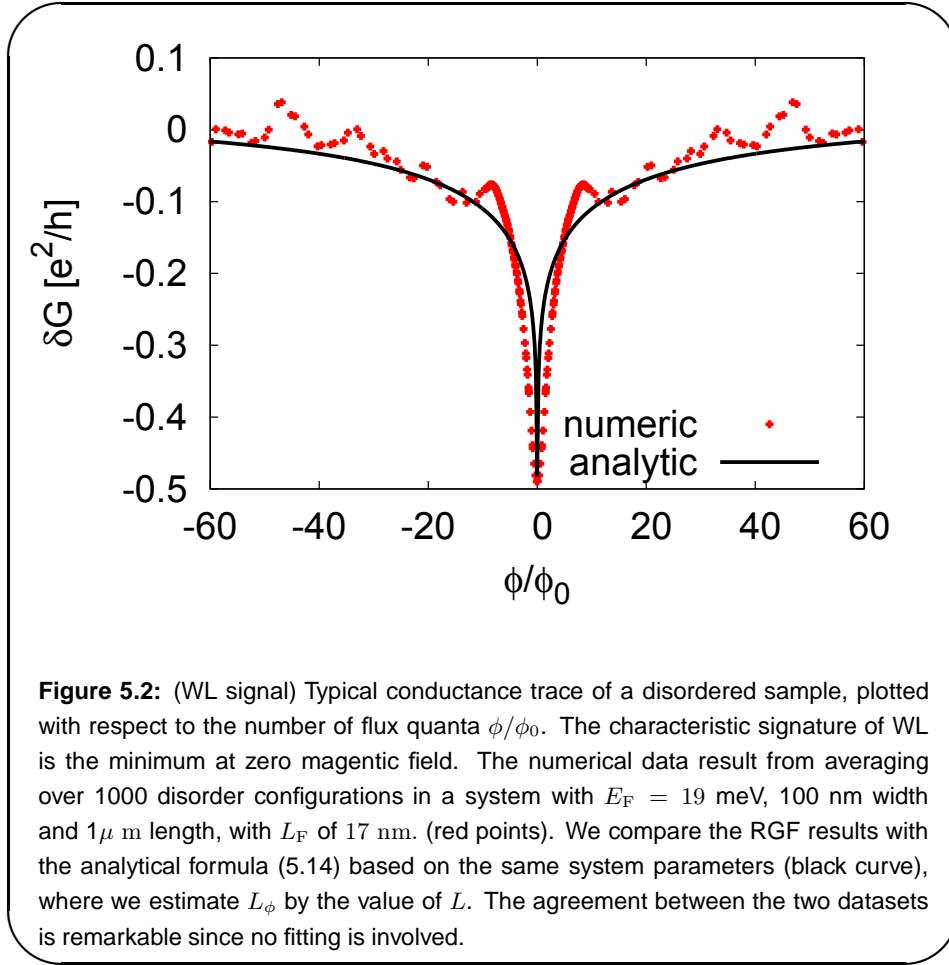 0.1
0
-0.1
-0.2
-0.3
-0.4
-0.5
δG [e²/h]
numeric
analytic
-60 -40 -20 0 20 40 60
ϕ/ϕ₀
Figure 5.2: (WL signal) Typical conductance trace of a disordered sample, plotted
with respect to the number of flux quanta ϕ/ϕ₀. The characteristic signature of WL
is the minimum at zero magentic field. The numerical data result from averaging
over 1000 disorder configurations in a system with E_F = 19 meV, 100 nm width
and 1μ m length, with L_F of 17 nm. (red points). We compare the RGF results with
the analytical formula (5.14) based on the same system parameters (black curve),
where we estimate L_ϕ by the value of L. The agreement between the two datasets
is remarkable since no fitting is involved.